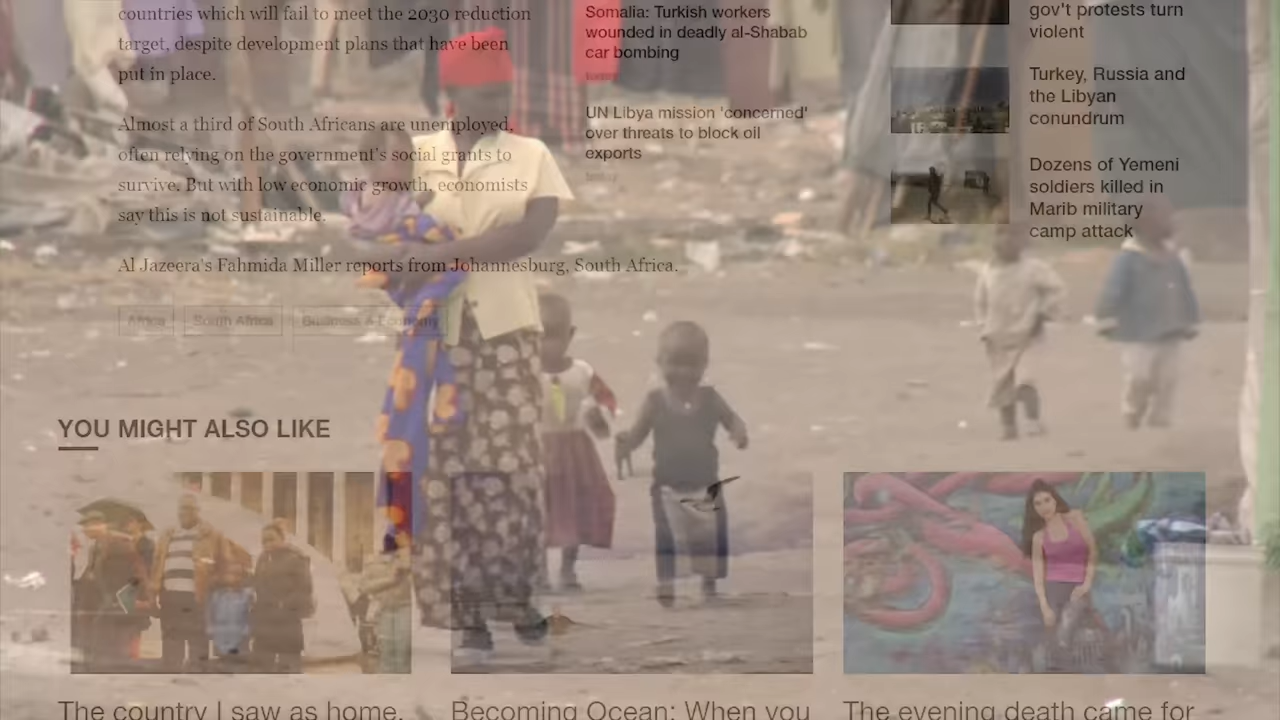 countries which will fail to meet the 2030 reduction
target, despite development plans that have been
put in place.
Almost a third of South Africans are unemployed,
often relying on the government's social grants to
survive. But with low economic growth, economists
say this is not sustainable.
Al Jazeera's Fahmida Miller reports from Johannesburg, South Africa.
Africa
South Africa
Business & Economy
Somalia: Turkish workers
wounded in deadly al-Shabab
car bombing
UN Libya mission 'concerned'
over threats to block oil
exports
gov't protests turn
violent
Turkey, Russia and
the Libyan
conundrum
Dozens of Yemeni
soldiers killed in
Marib military
camp attack
YOU MIGHT ALSO LIKE
The country I saw as home,
Becoming Ocean: When you
The evening death came for